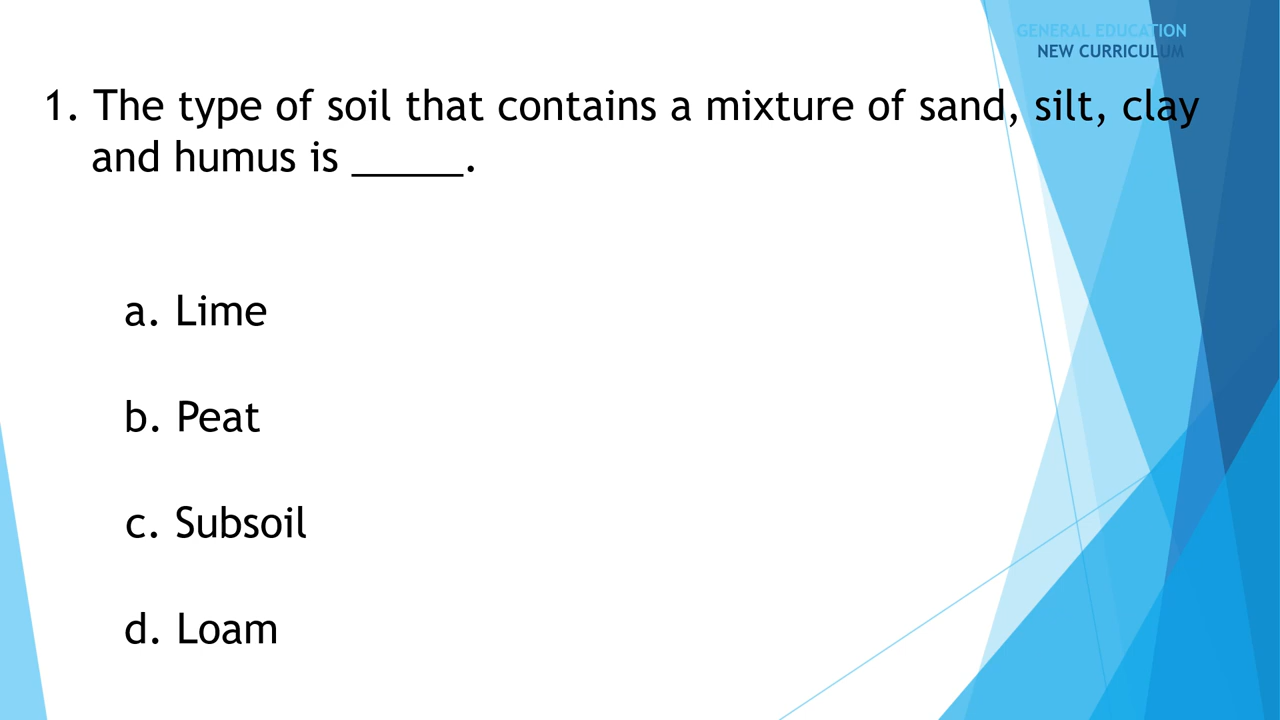 GENERAL EDUCATION
NEW CURRICULUM
1. The type of soil that contains a mixture of sand, silt, clay
and humus is _____.
a. Lime
b. Peat
c. Subsoil
d. Loam